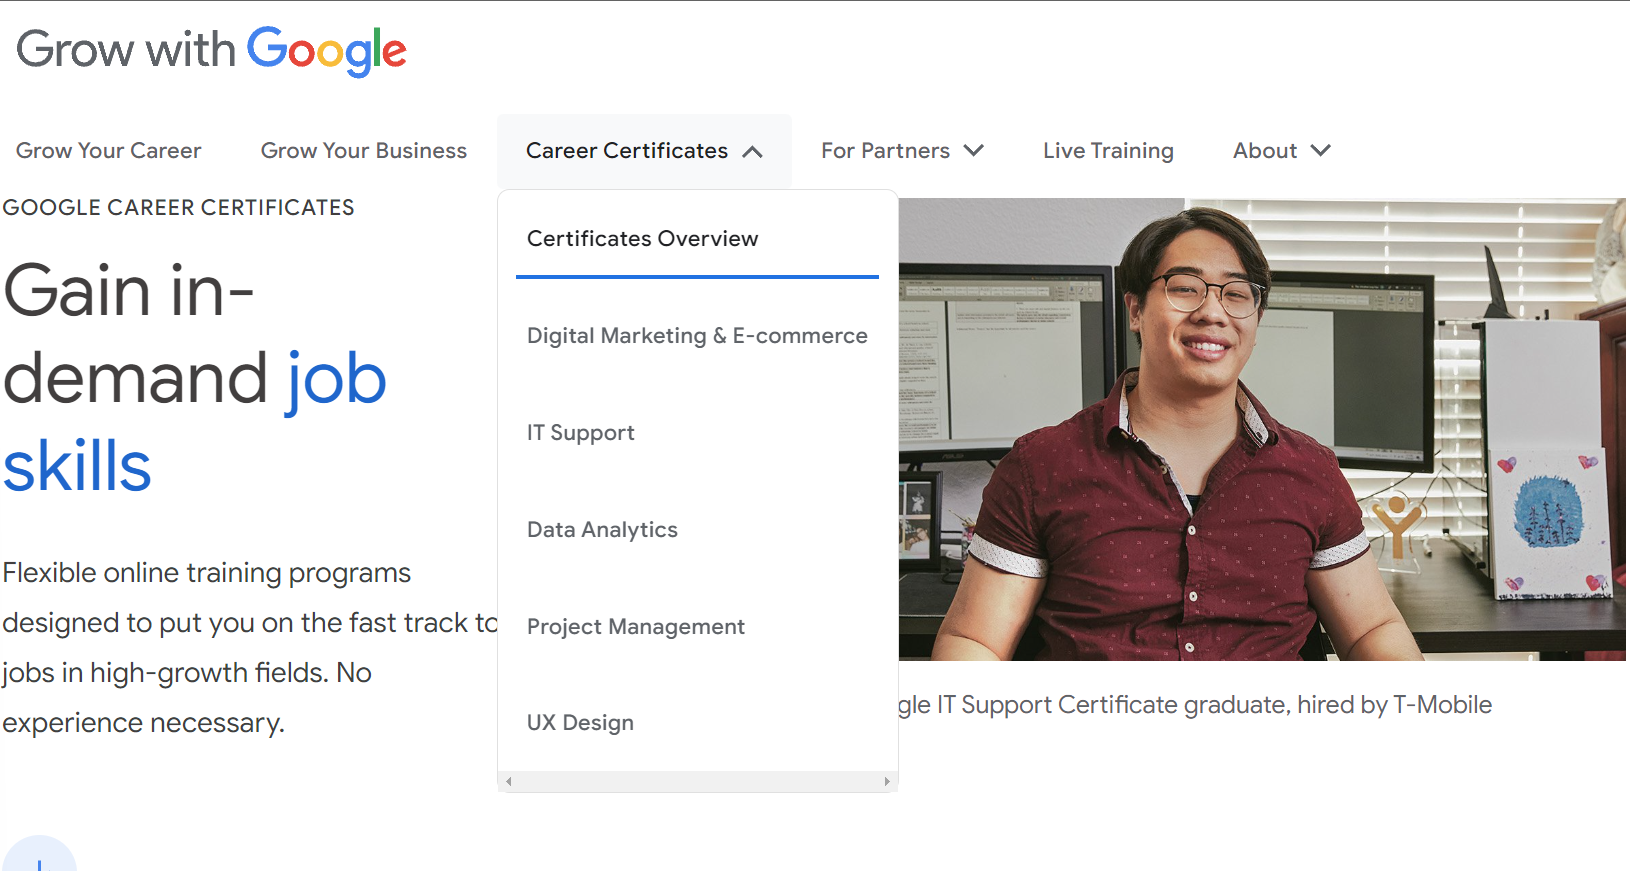 Grow with Google
Grow Your Career
Grow Your Business
Career Certificates
For Partners
Live Training
About
GOOGLE CAREER CERTIFICATES
Gain in-
demand job
skills
Flexible online training programs
designed to put you on the fast track to
jobs in high-growth fields. No
experience necessary.
Certificates Overview
Digital Marketing & E-commerce
IT Support
Data Analytics
Project Management
UX Design
gle IT Support Certificate graduate, hired by T-Mobile